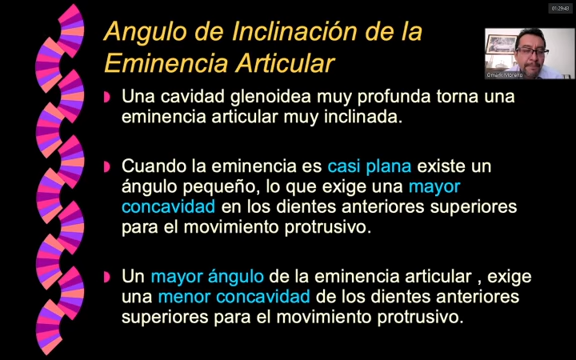 01:29:43
Angulo de Inclinación de la
Eminencia Articular
Una cavidad glenoidea muy profunda torna una
eminencia articular muy inclinada.
Cuando la eminencia es casi plana existe un
ángulo pequeño, lo que exige una mayor
concavidad en los dientes anteriores superiores
para el movimiento protrusivo.
Un mayor ángulo de la eminencia articular , exige
una menor concavidad de los dientes anteriores
superiores para el movimiento protrusivo.